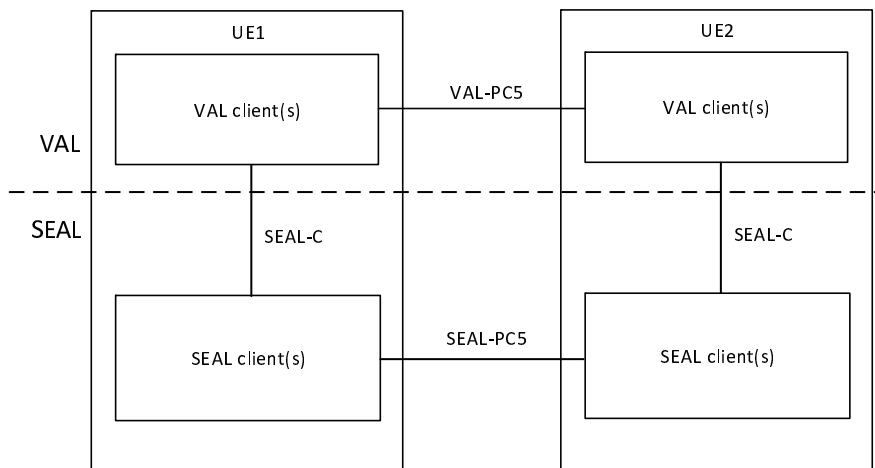 UE1
UE2
VAL client(s)
VAL-PC5
VAL client(s)
VAL
SEAL
SEAL-C
SEAL-C
SEAL client(s)
SEAL-PC5
SEAL client(s)